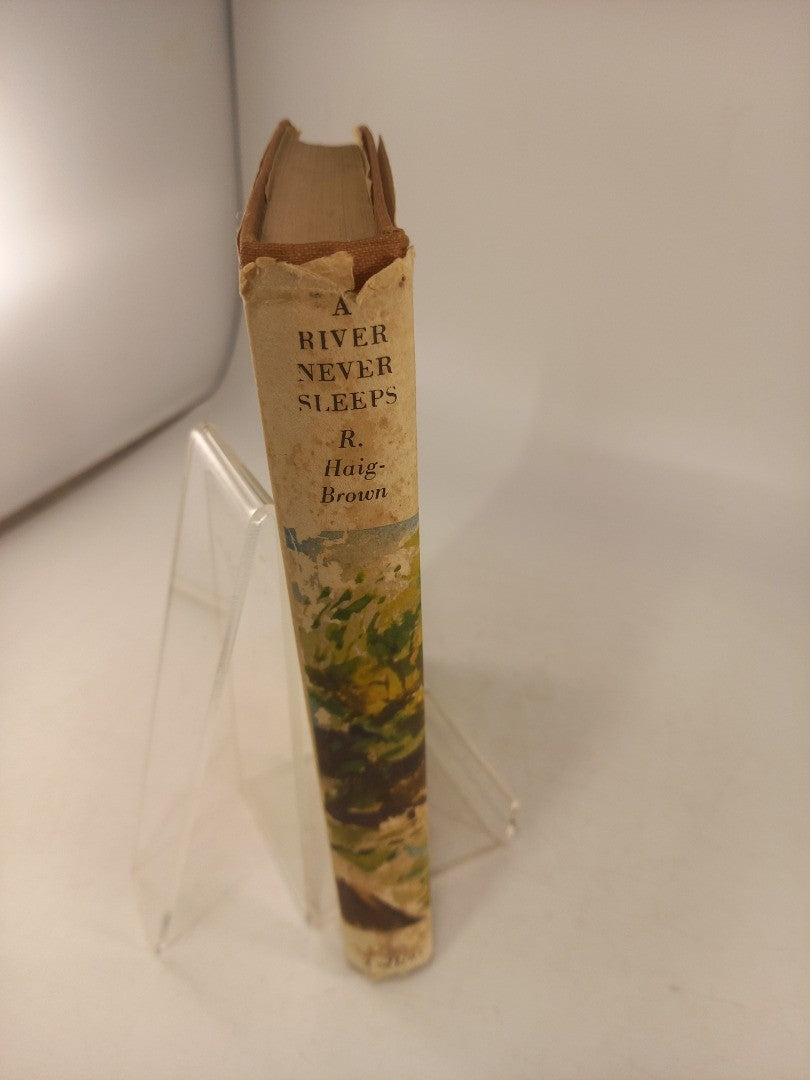 A
RIVER
NEVER
SLEEPS
R.
Haig-
Brown